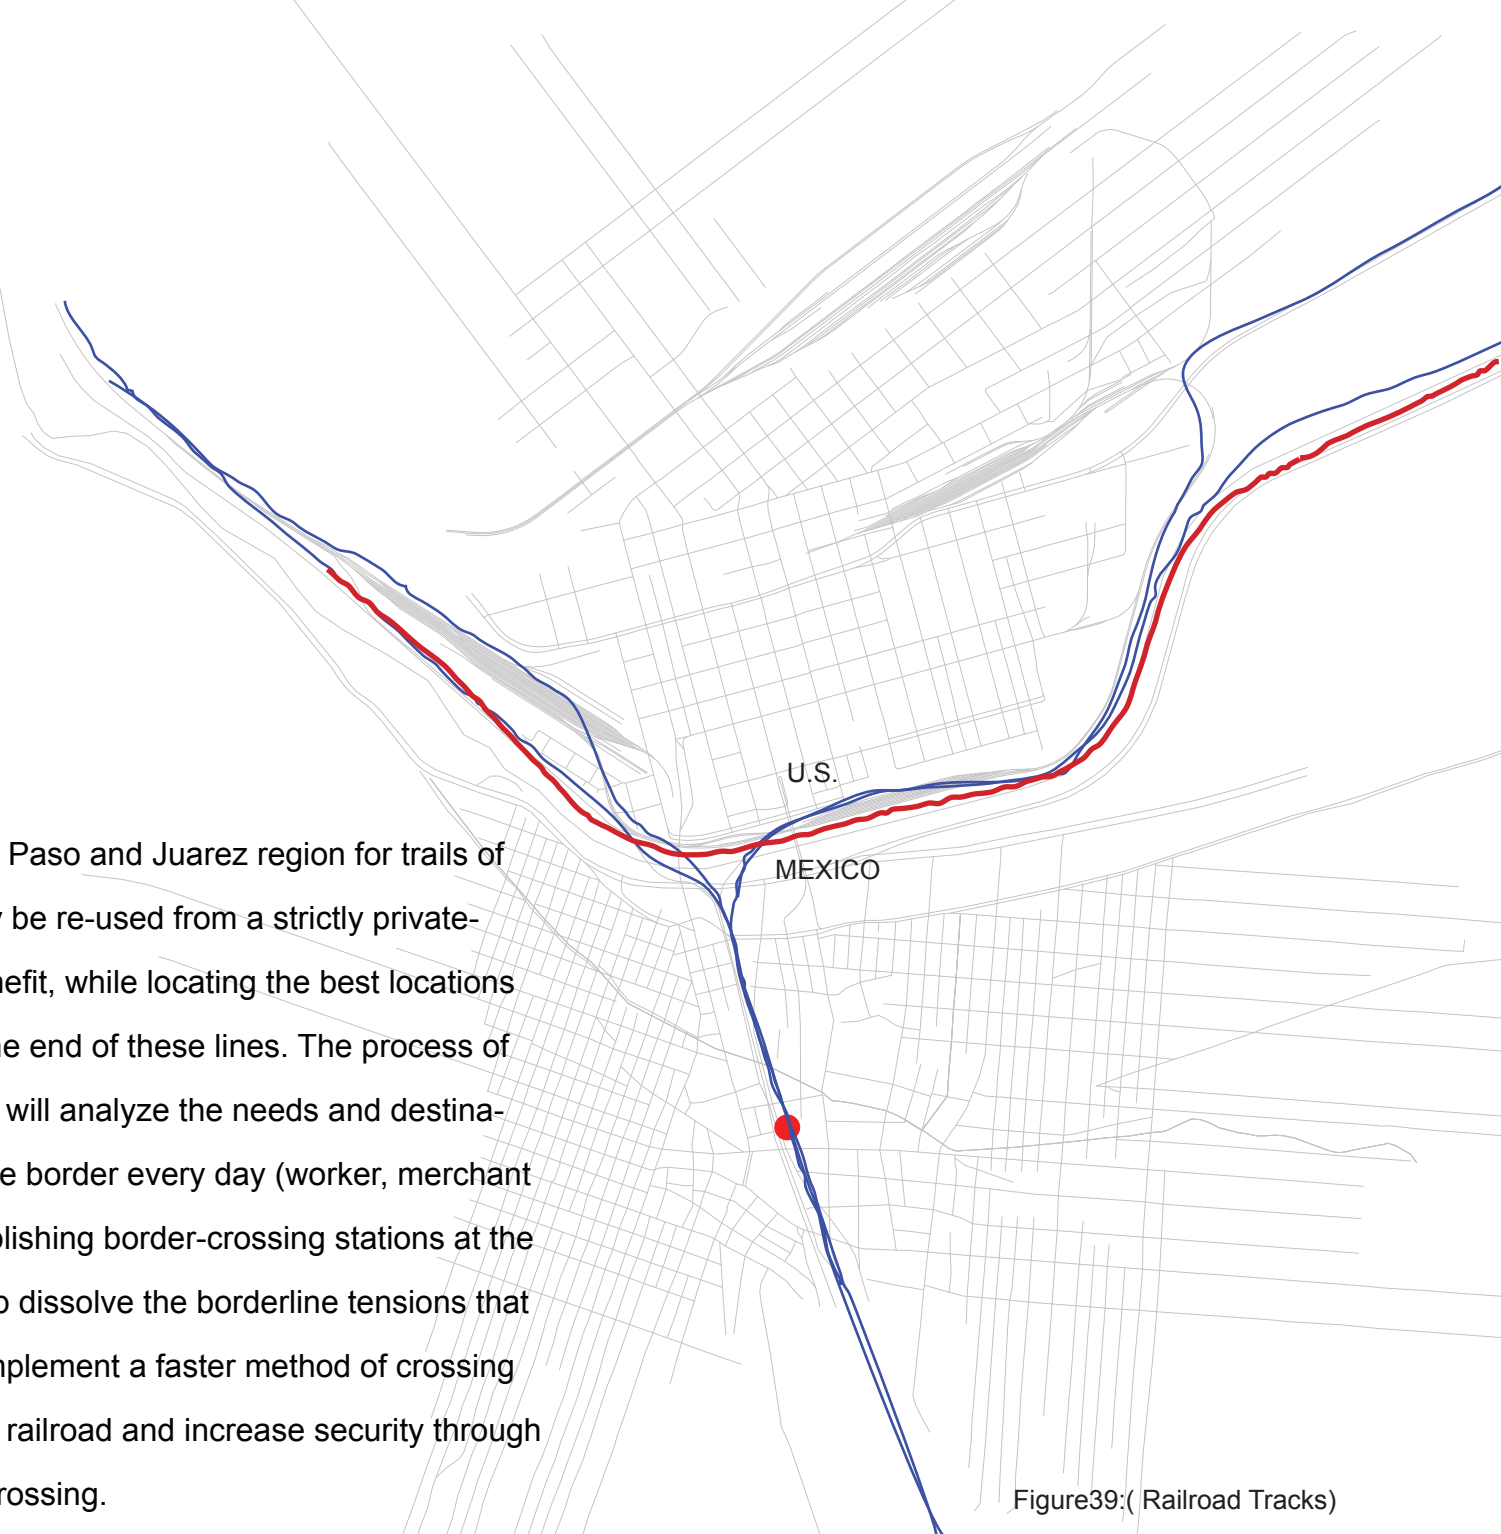 U.S.
MEXICO
Paso and Juarez region for trails of
be re-used from a strictly private-
while locating the best locations
end of these lines. The process of
will analyze the needs and destina-
border every day (worker, merchant
border-crossing stations at the
dissolve the borderline tensions that
a faster method of crossing
railroad and increase security through
rossing.
Figure39:( Railroad Tracks)